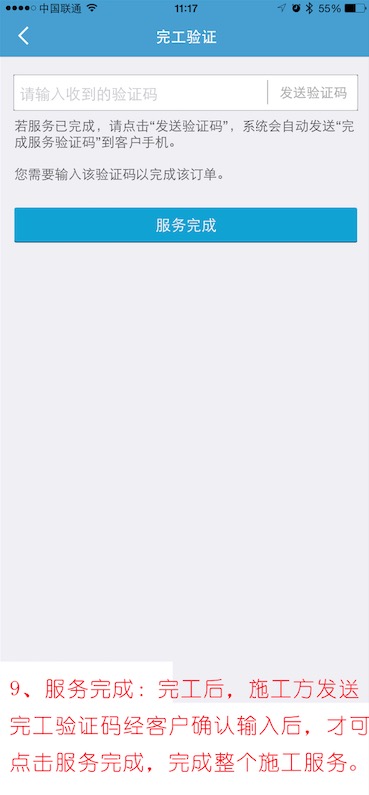 中国联通 11:17 55%
完工验证
请输入收到的验证码 发送验证码
若服务已完成，请点击“发送验证码”，系统会自动发送“完
成服务验证码”到客户手机。
您需要输入该验证码以完成该订单。
服务完成
9、服务完成：完工后，施工方发送
完工验证码经客户确认输入后，才可
点击服务完成，完成整个施工服务。